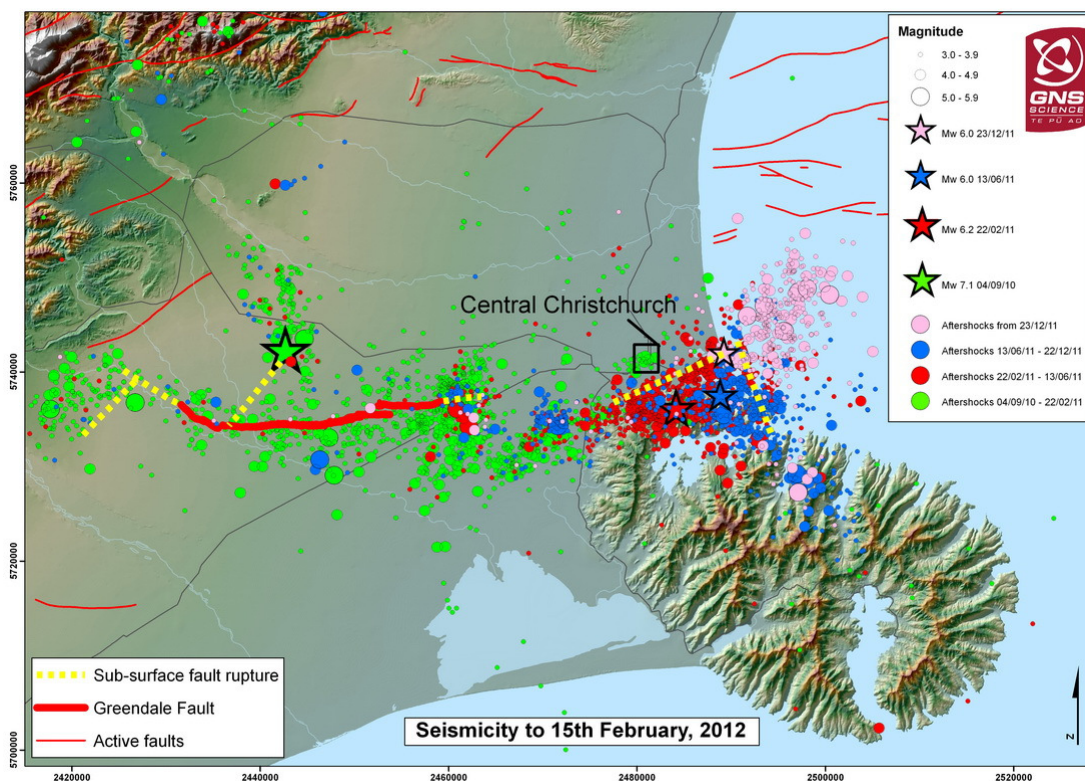 Magnitude
3.0 - 3.9
4.0 - 4.9
5.0 - 5.9
Mw 6.0 23/12/11
Mw 6.0 13/06/11
Mw 6.2 22/02/11
Mw 7.1 04/09/10
Aftershocks from 23/12/11
Aftershocks 13/06/11 - 22/12/11
Aftershocks 22/02/11 - 13/06/11
Aftershocks 04/09/10 - 22/02/11
GNS
SCIENCE
TE PŪ AO
Central Christchurch
5760000
5740000
5720000
5700000
Sub-surface fault rupture
Greendale Fault
Active faults
Seismicity to 15th February, 2012
N
2420000
2440000
2460000
2480000
2500000
2520000